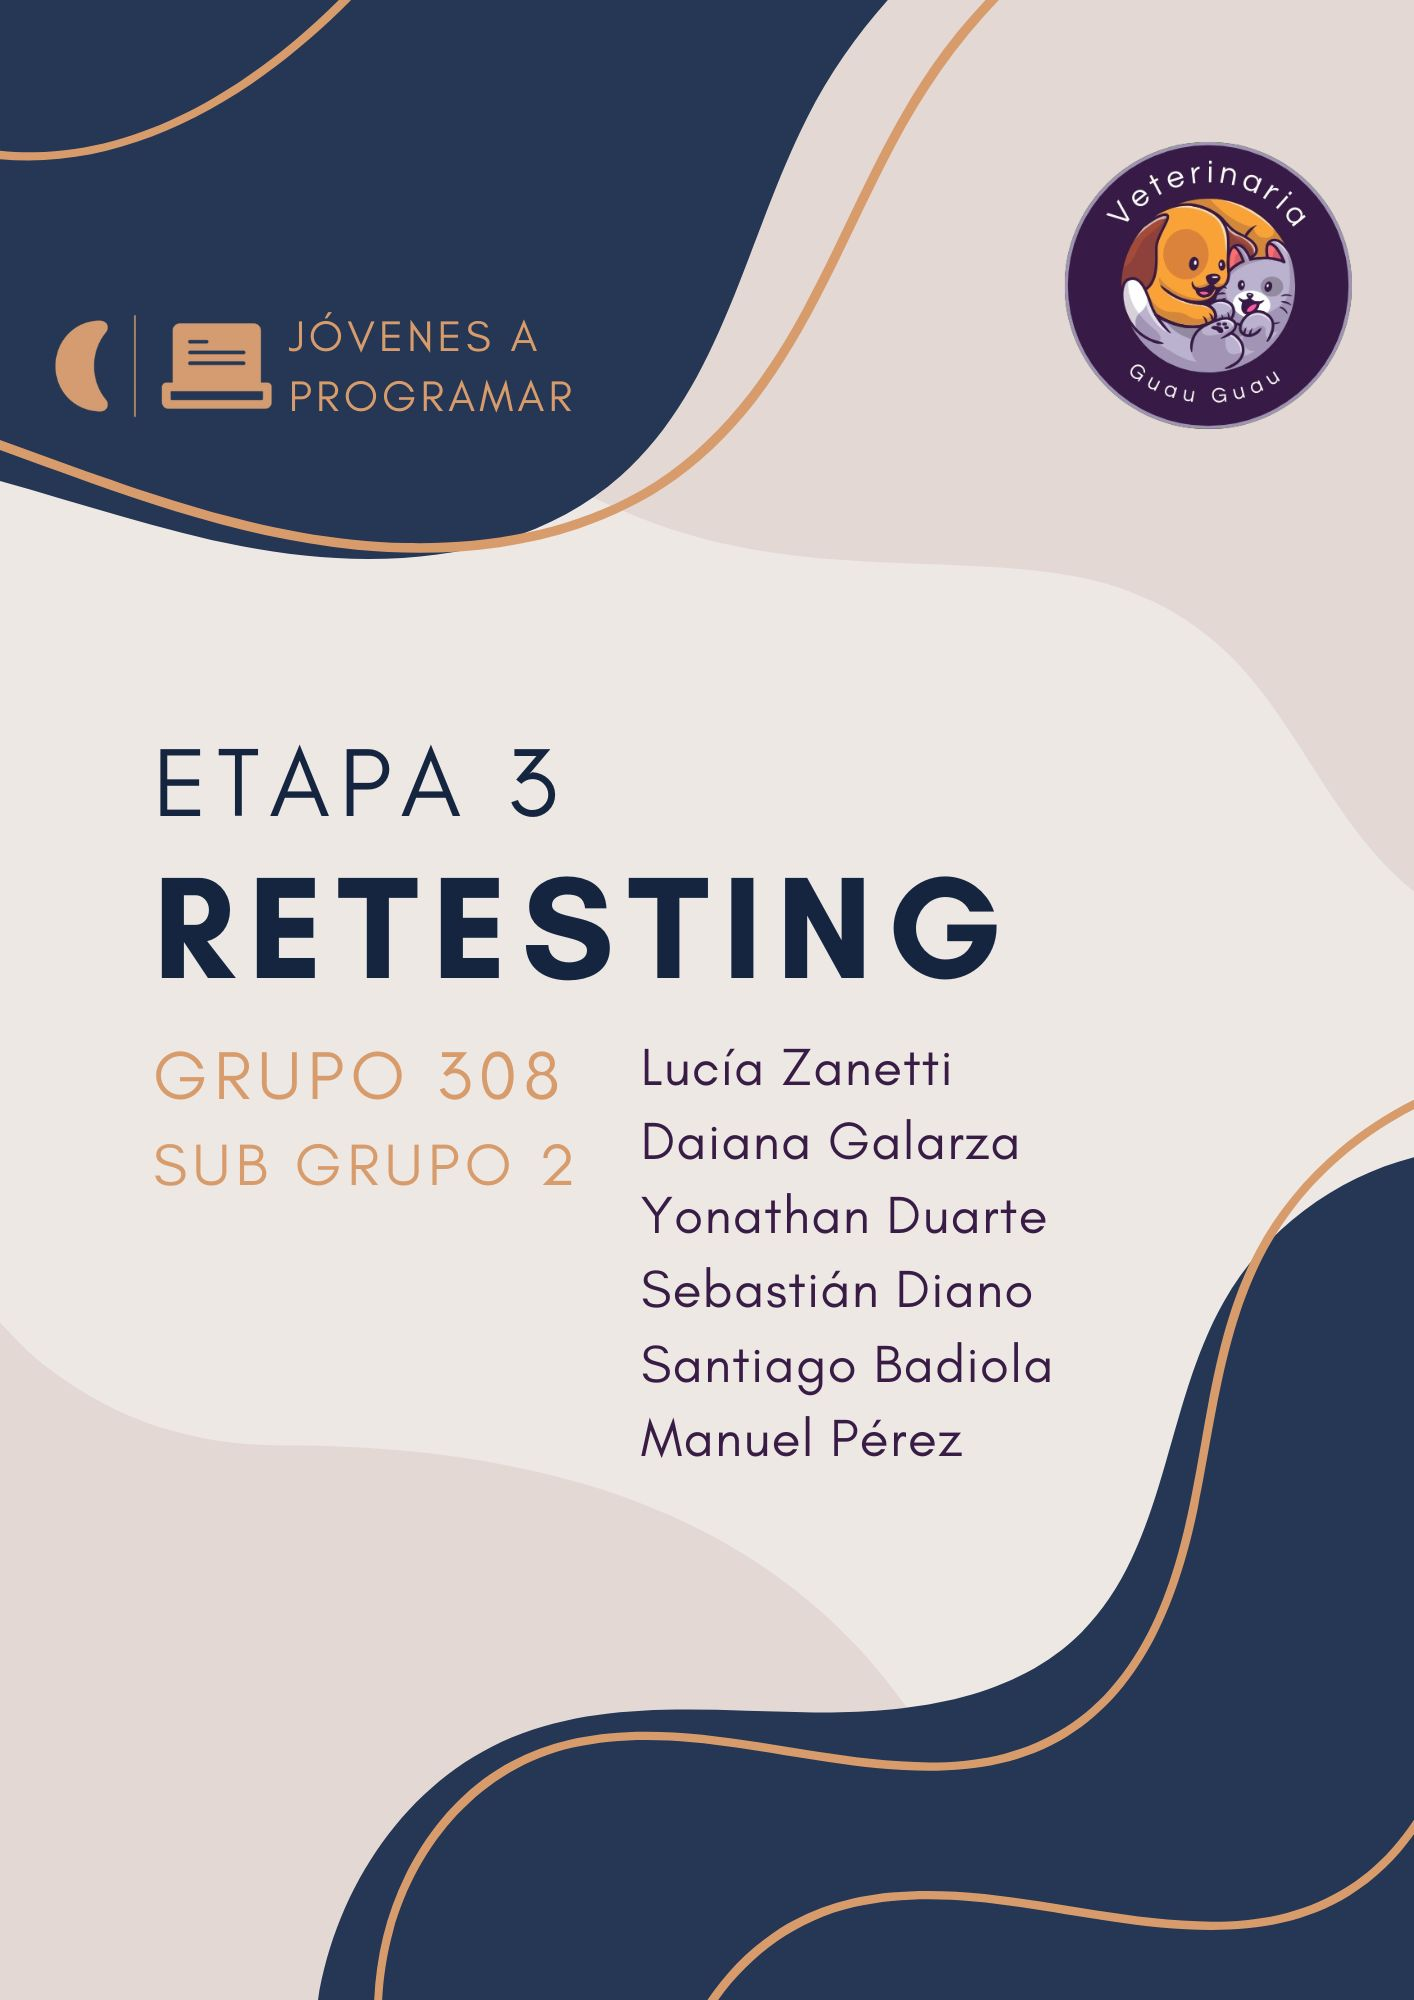 JÓVENES A
PROGRAMAR
Veterinaria
Guau Guau
ETAPA 3
RETESTING
GRUPO 308
SUB GRUPO 2
Lucía Zanetti
Daiana Galarza
Yonathan Duarte
Sebastián Diano
Santiago Badiola
Manuel Pérez